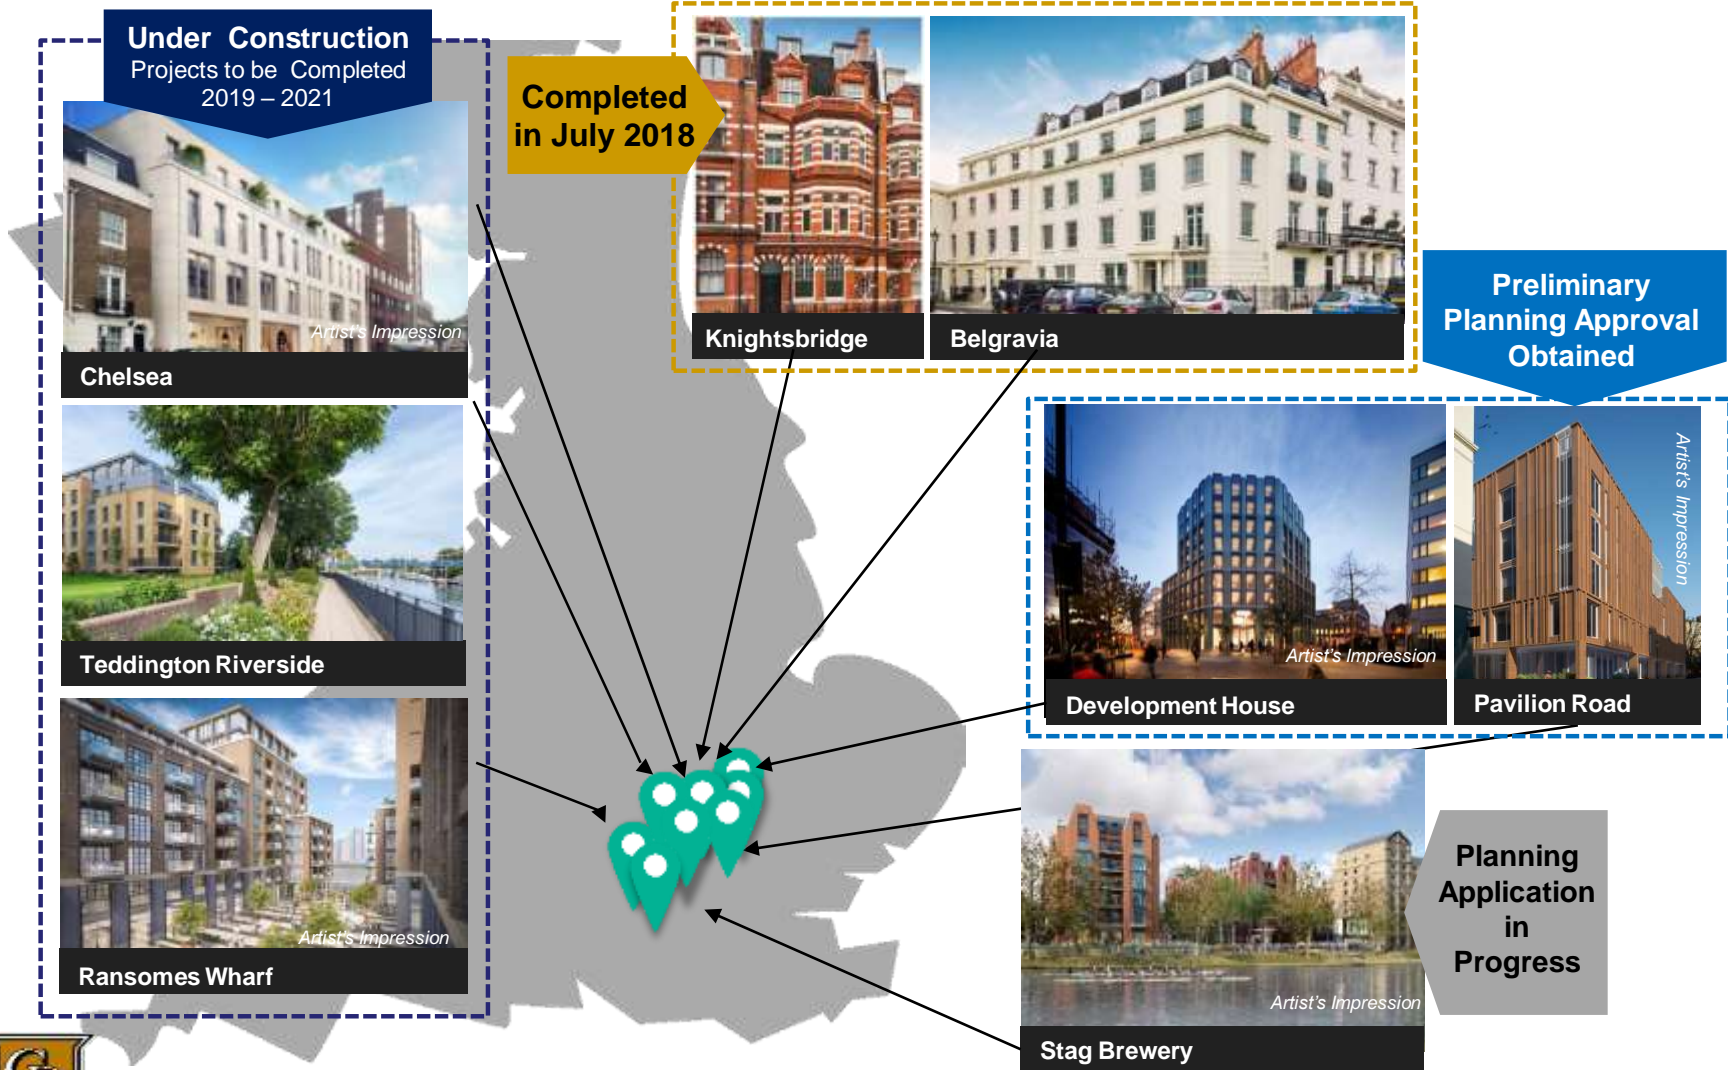 Under Construction
Projects to be Completed
2019 – 2021
Artist's Impression
Chelsea
Teddington Riverside
Artist's Impression
Ransomes Wharf
Completed
in July 2018
Knightsbridge
Belgravia
Preliminary
Planning Approval
Obtained
Artist's Impression
Development House
Artist's Impression
Pavilion Road
Planning
Application
in
Progress
Artist's Impression
Stag Brewery